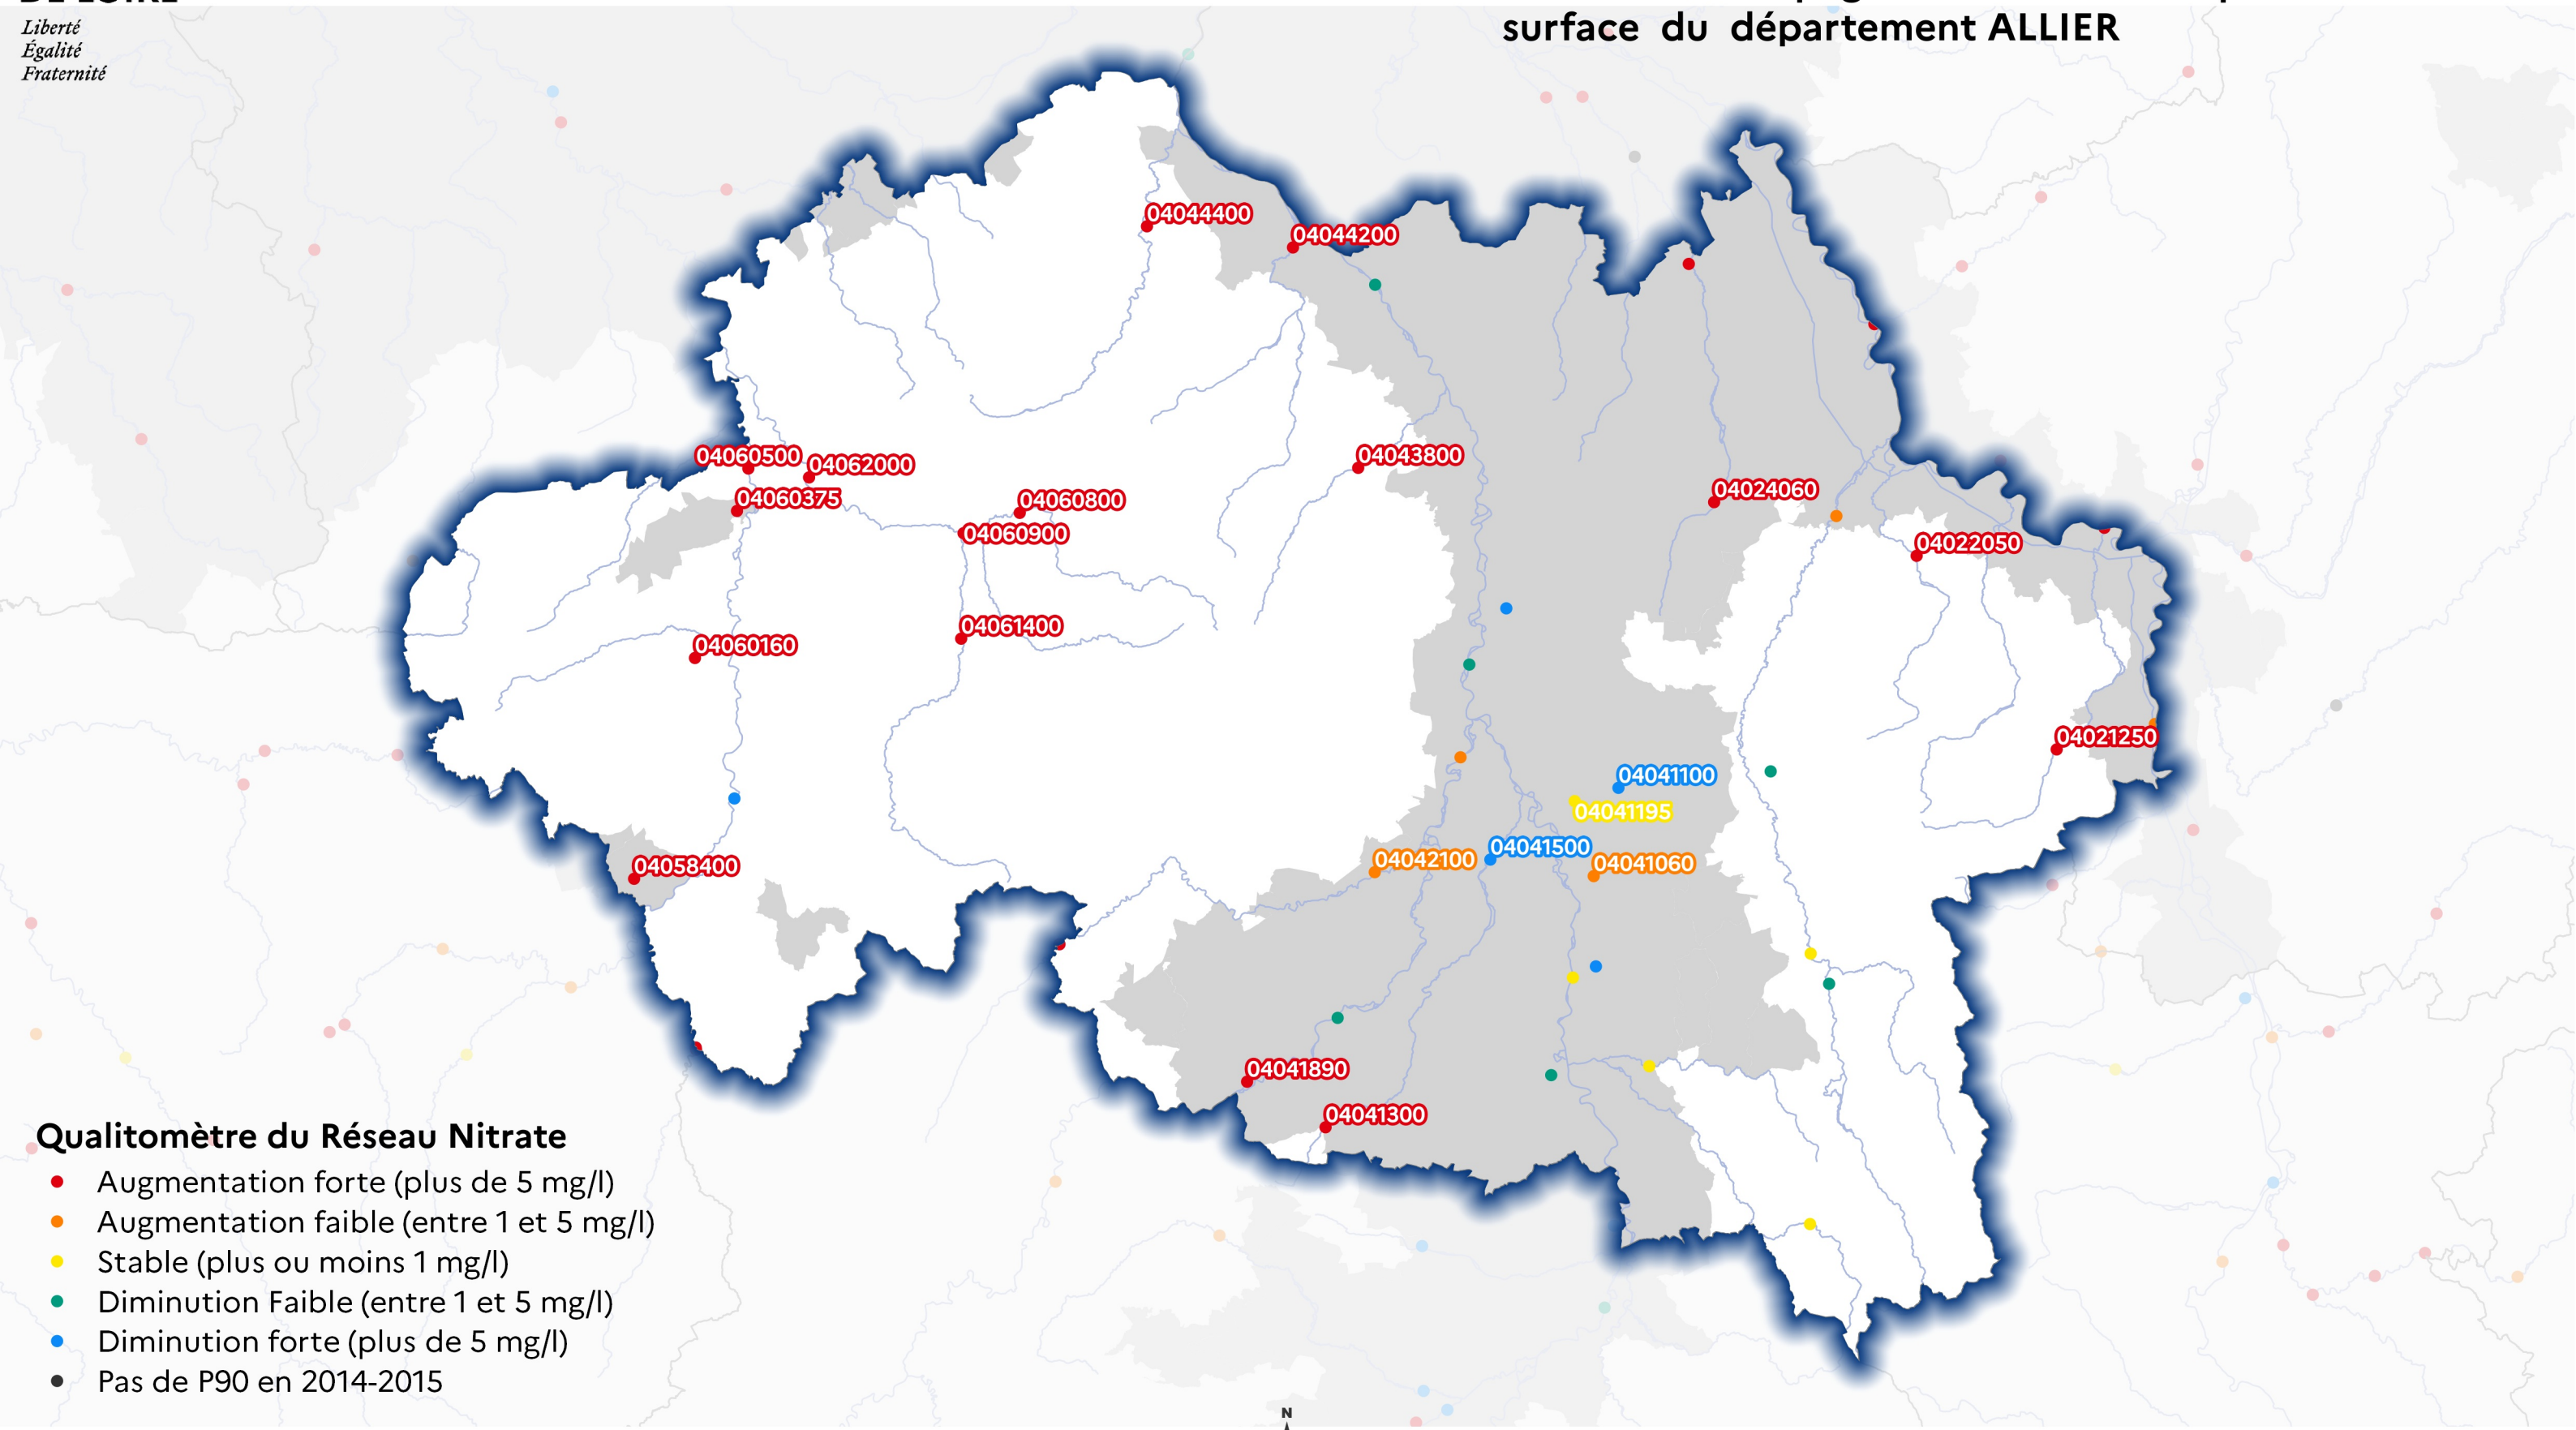 DE LOIRE
Liberté
Égalité
Fraternité
surface du département ALLIER
04044400
04044200
04060500
04062000
04043800
04060375
04060800
04024060
04060900
04022050
04061400
04060160
04021250
04041100
04041195
04041500
04042100
04041060
04058400
04041890
04041300
Qualitomètre du Réseau Nitrate
Augmentation forte (plus de 5 mg/l)
Augmentation faible (entre 1 et 5 mg/l)
Stable (plus ou moins 1 mg/l)
Diminution Faible (entre 1 et 5 mg/l)
Diminution forte (plus de 5 mg/l)
Pas de P90 en 2014-2015
N